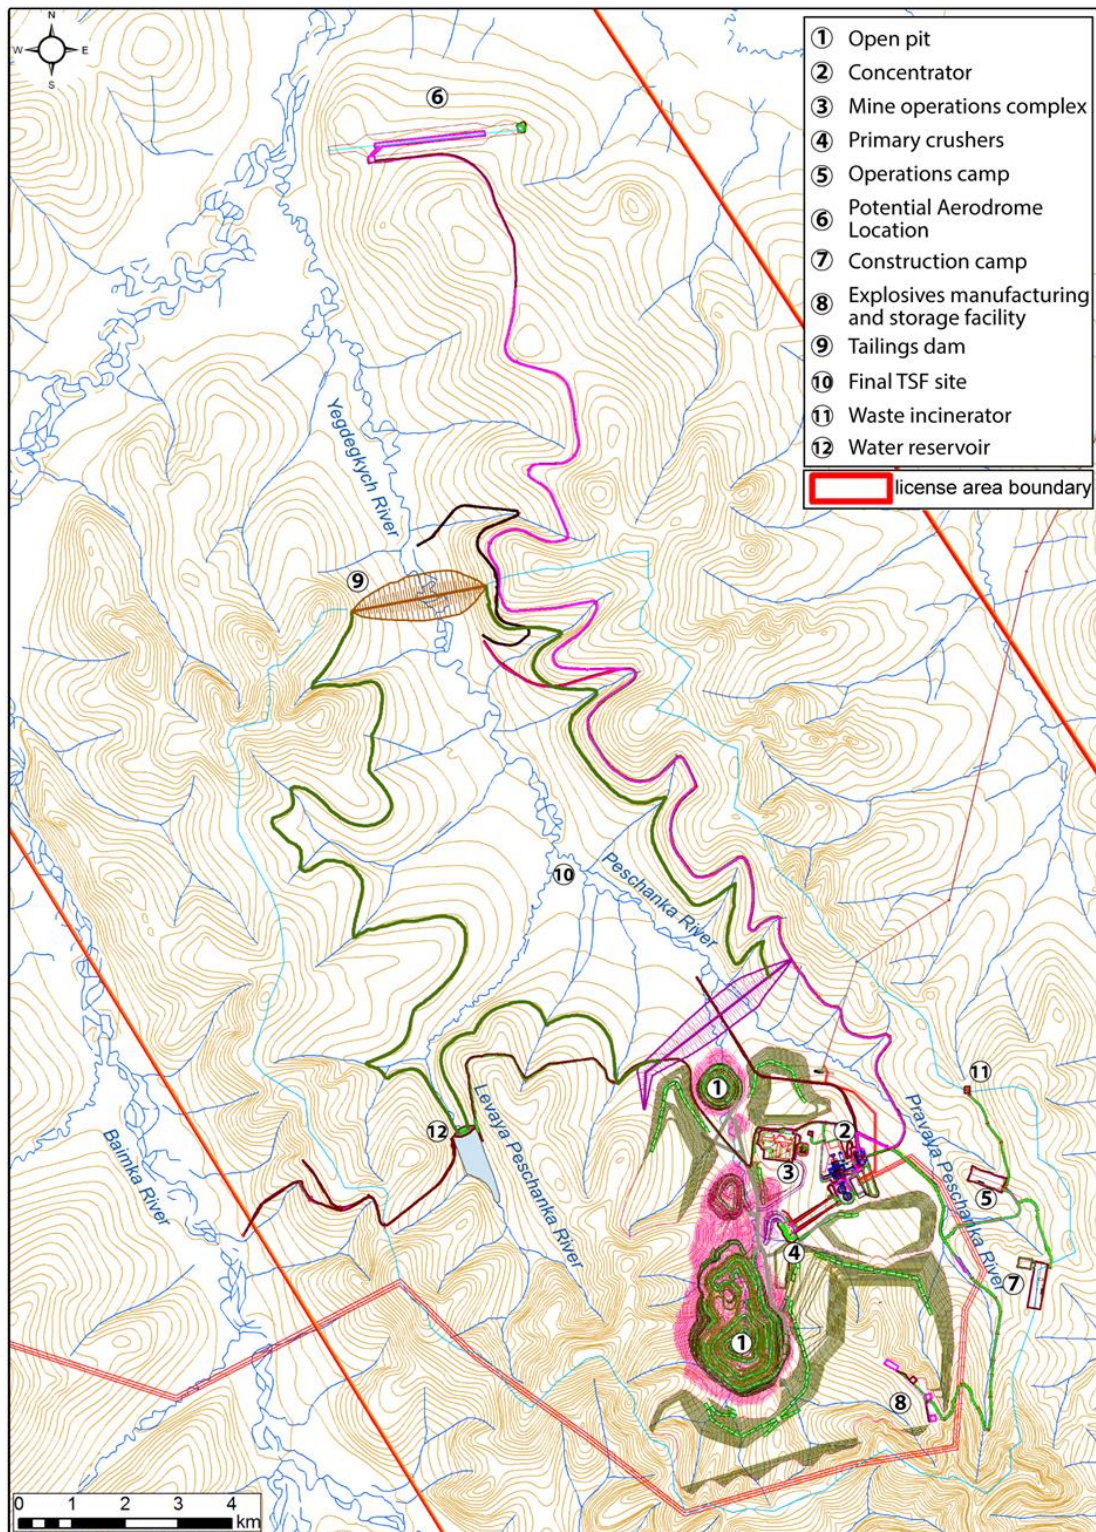 N
W E
S
① Open pit
② Concentrator
③ Mine operations complex
④ Primary crushers
⑤ Operations camp
⑥ Potential Aerodrome
Location
⑦ Construction camp
⑧ Explosives manufacturing
and storage facility
⑨ Tailings dam
⑩ Final TSF site
⑪ Waste incinerator
⑫ Water reservoir
license area boundary
⑥
Yegdegkych River
⑨
⑩
Peschanka River
①
⑪
②
③
⑫
Levaya Peschanka River
Baimka River
Pravaya Peschanka River
⑤
④
⑦
①
⑧
0 1 2 3 4
km